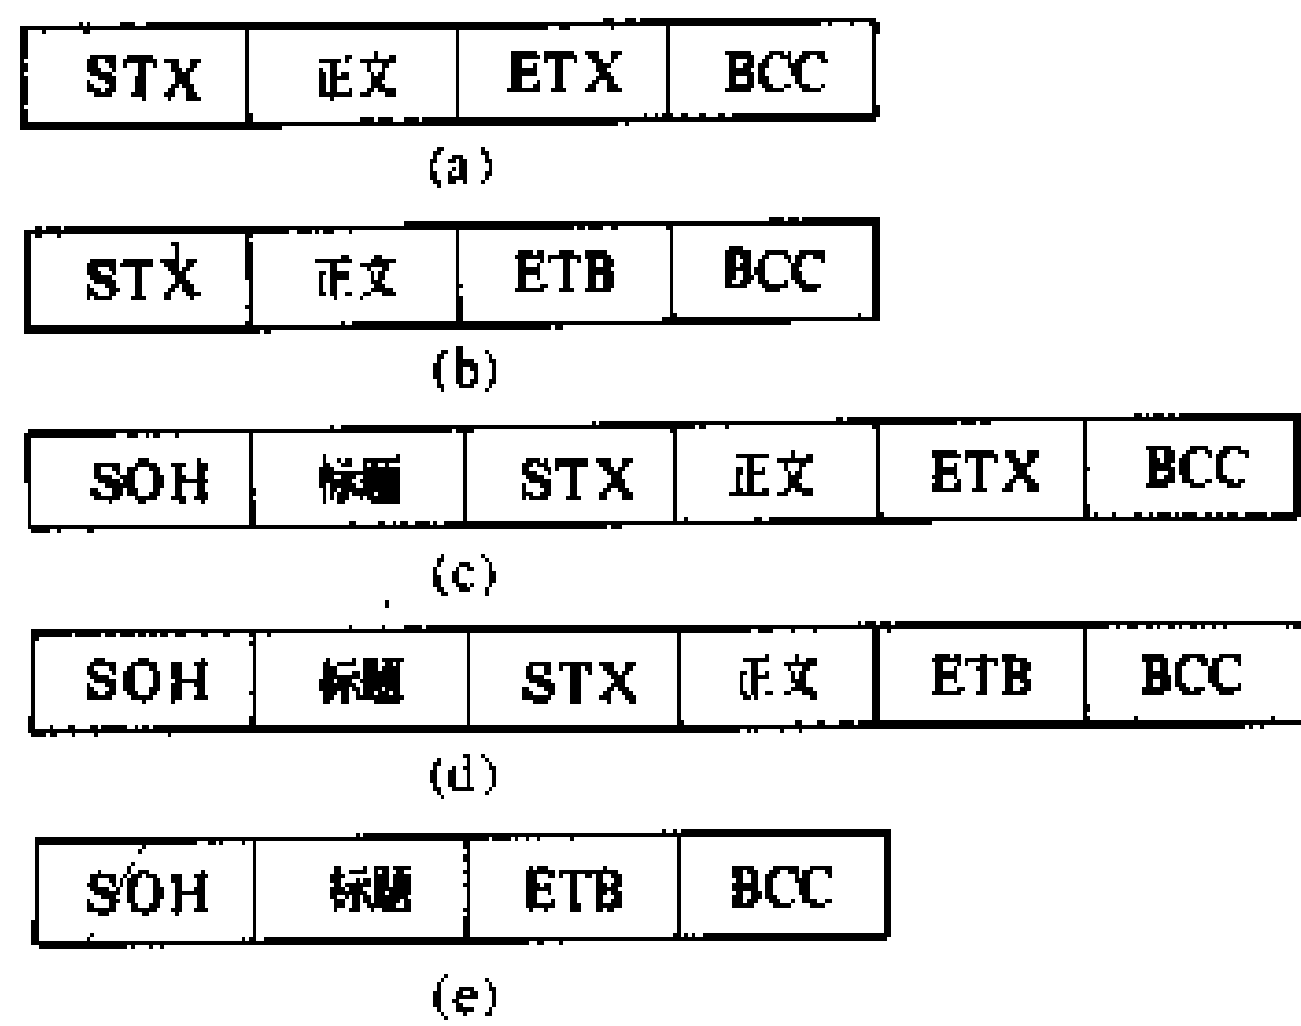 STX 正文 ETX BCC
(a)
STX 正文 ETB BCC
(b)
SOH 标题 STX 正文 ETX BCC
(c)
SOH 标题 STX 正文 ETB BCC
(d)
SOH 标题 ETB BCC
(e)